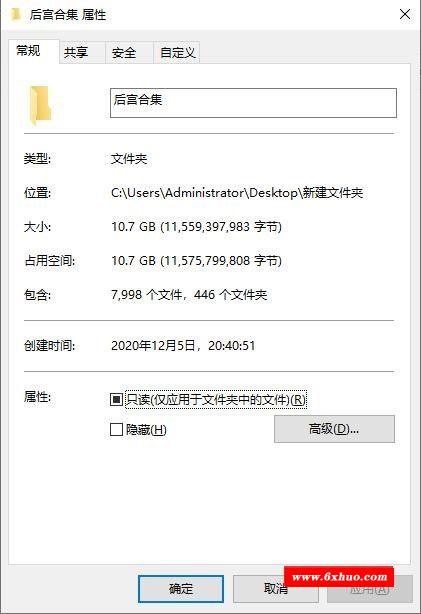 后宫合集 属性
常规 共享 安全 自定义
后宫合集
类型: 文件夹
位置: C:\Users\Administrator\Desktop\新建文件夹
大小: 10.7 GB (11,559,397,983 字节)
占用空间: 10.7 GB (11,575,799,808 字节)
包含: 7,998 个文件，446 个文件夹
创建时间: 2020年12月5日，20:40:51
属性: 只读(仅应用于文件夹中的文件)(R)
隐藏(H) 高级(D)...
www.6xhuo.com
确定 取消 应用(A)